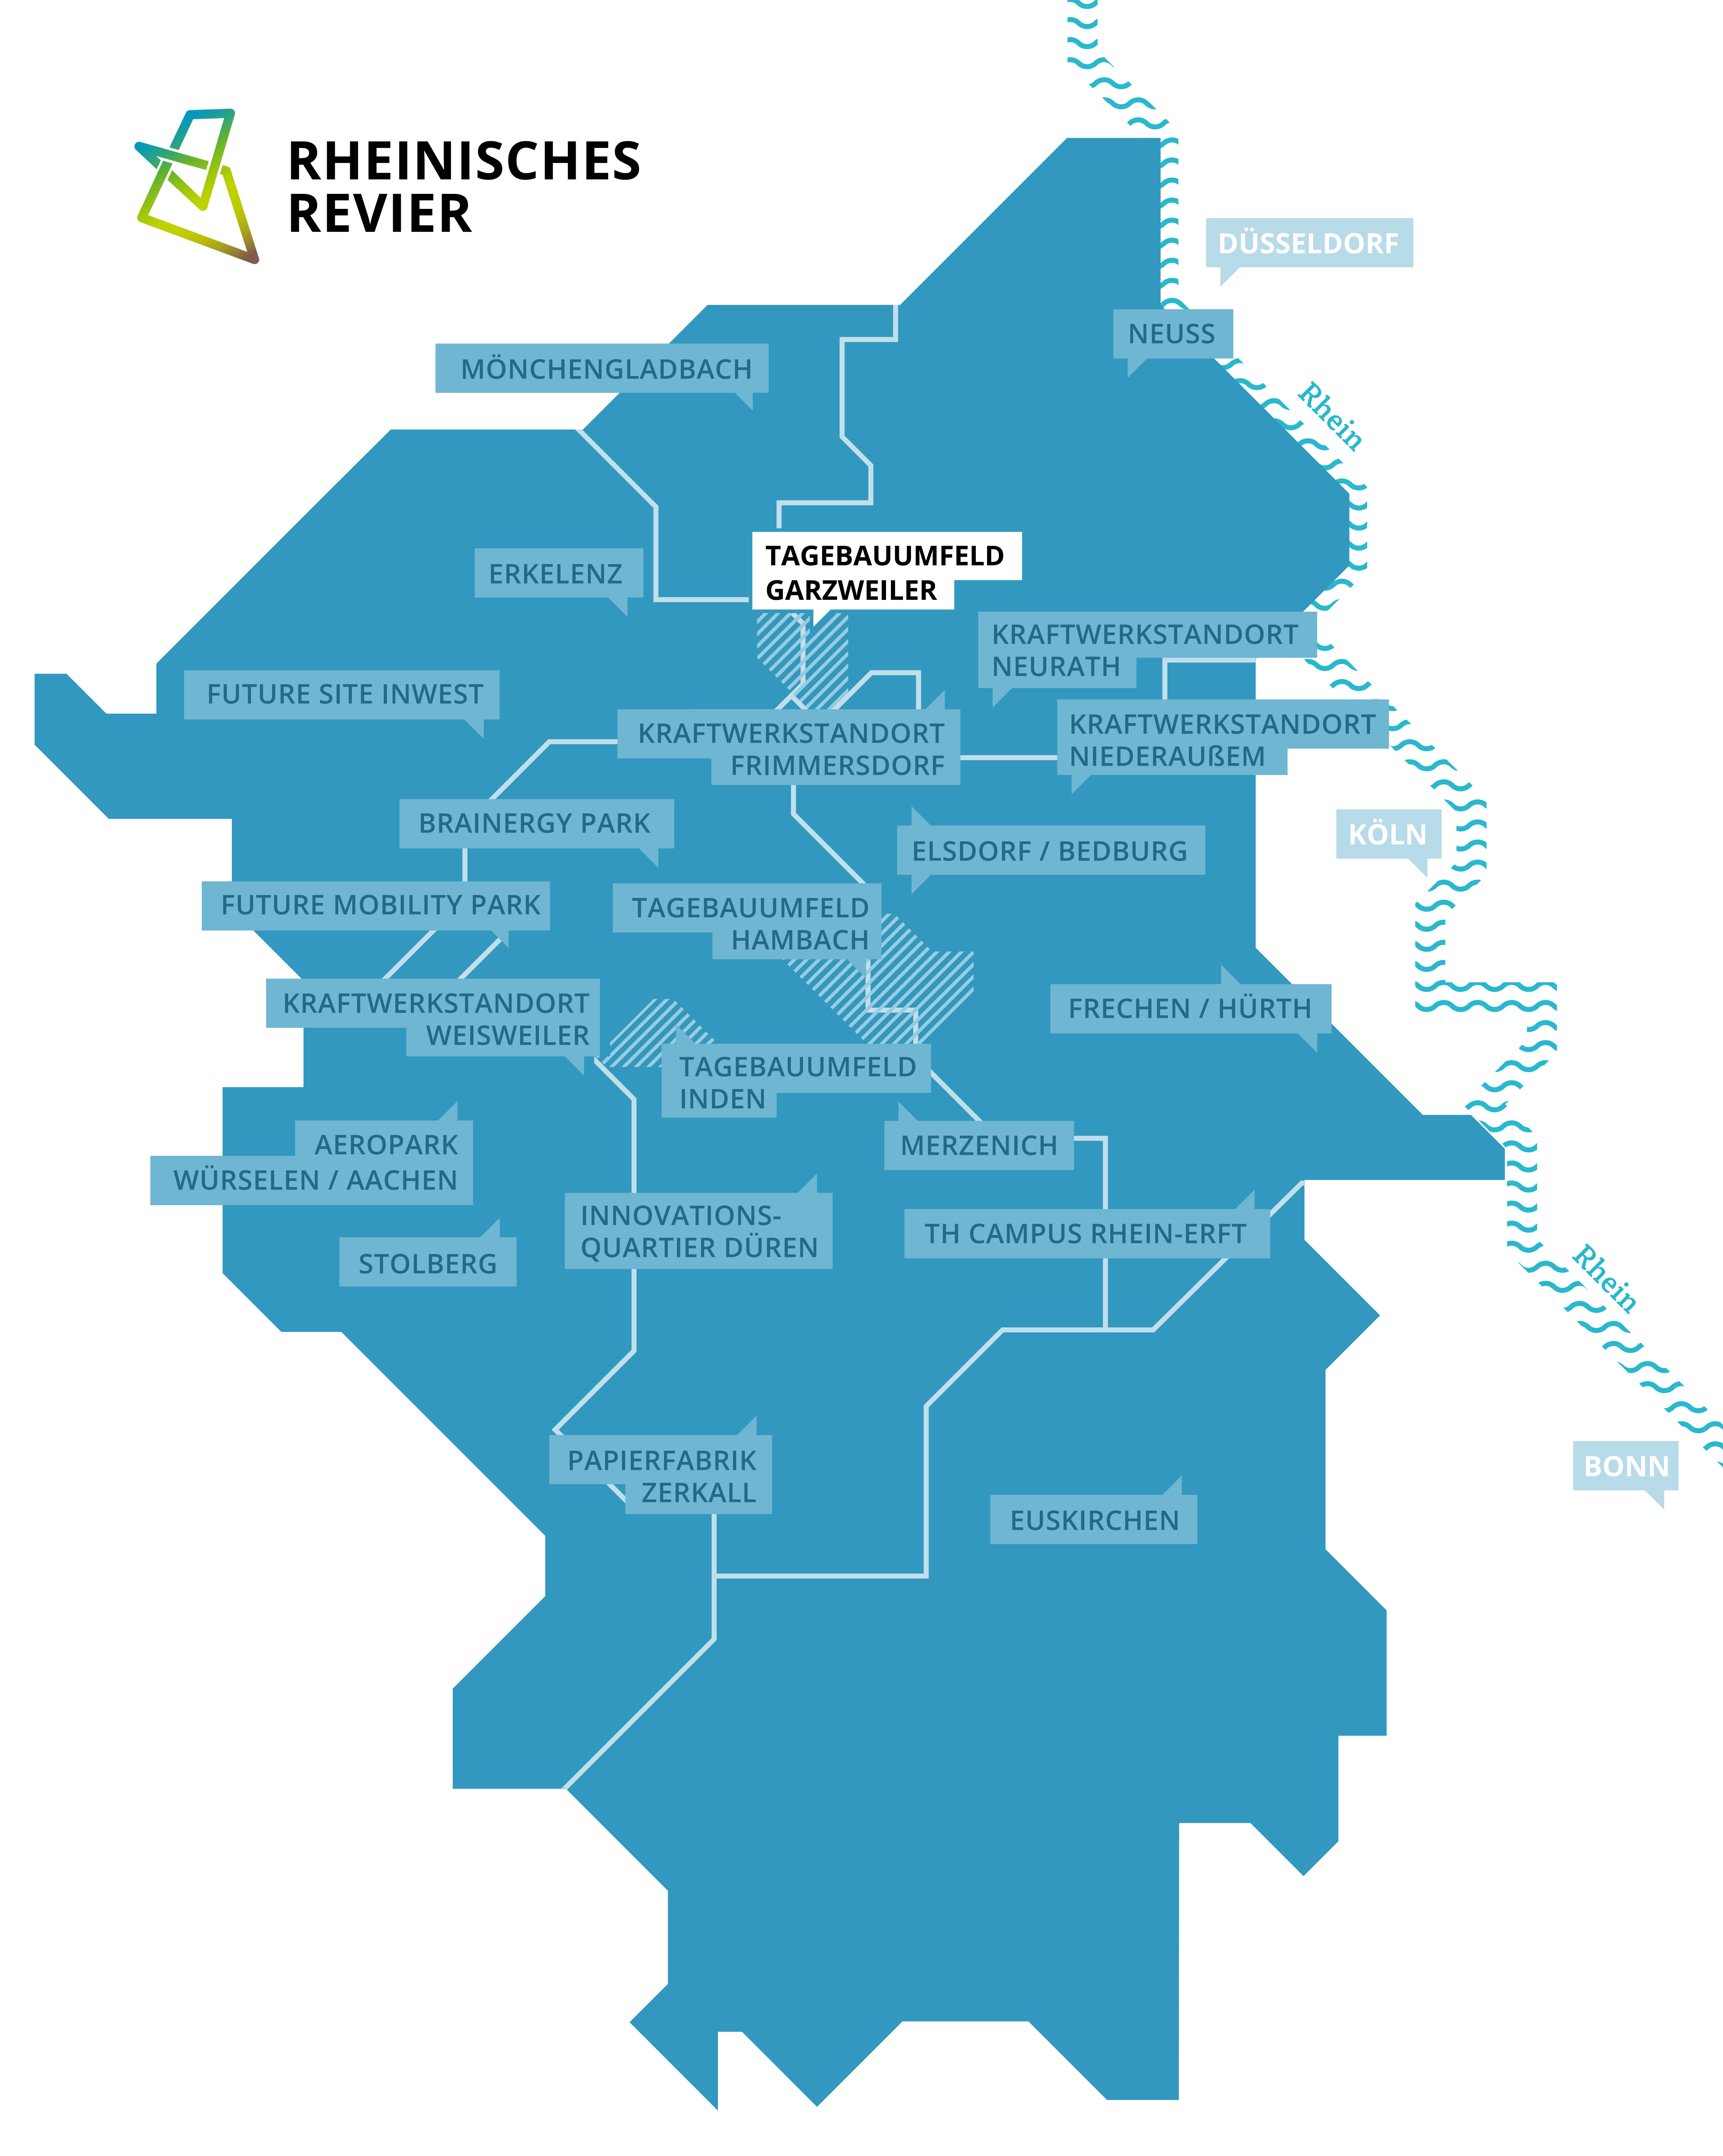 RHEINISCHES
REVIER
DÜSSELDORF
NEUSS
MÖNCHENGLADBACH
Rhein
TAGEBAUUMFELD
GARZWEILER
ERKELENZ
KRAFTWERKSTANDORT
NEURATH
FUTURE SITE INWEST
KRAFTWERKSTANDORT
FRIMMERSDORF
KRAFTWERKSTANDORT
NIEDERAUßEM
BRAINERGY PARK
ELSDORF / BEDBURG
KÖLN
FUTURE MOBILITY PARK
TAGEBAUUMFELD
HAMBACH
KRAFTWERKSTANDORT
WEISWEILER
FRECHEN / HÜRTH
TAGEBAUUMFELD
INDEN
AEROPARK
WÜRSELEN / AACHEN
MERZENICH
INNOVATIONS-
QUARTIER DÜREN
TH CAMPUS RHEIN-ERFT
STOLBERG
Rhein
PAPIERFABRIK
ZERKALL
BONN
EUSKIRCHEN